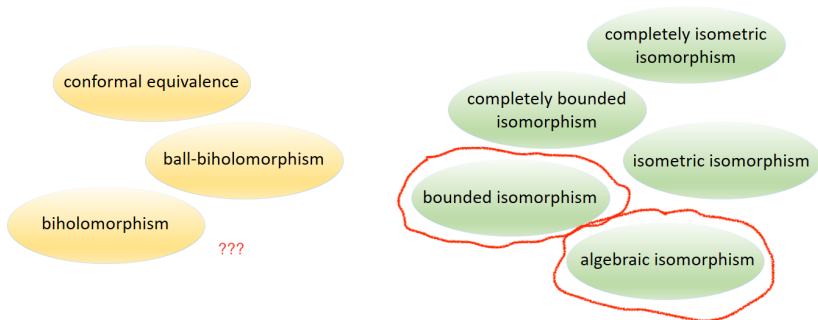 conformal equivalence
ball-biholomorphism
biholomorphism
???
completely isometric
isomorphism
completely bounded
isomorphism
isometric isomorphism
bounded isomorphism
algebraic isomorphism